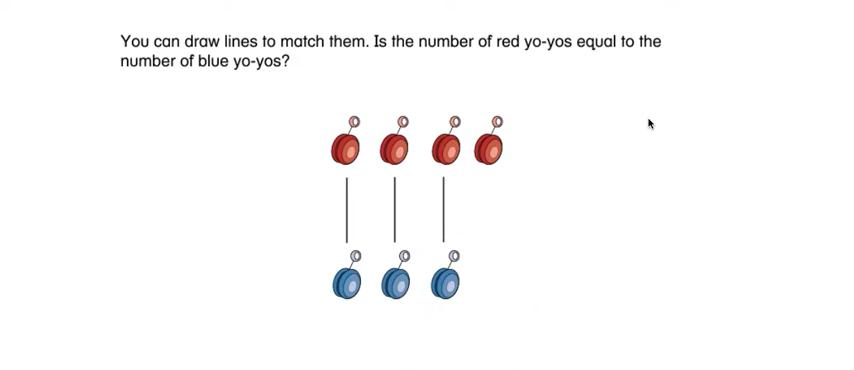 You can draw lines to match them. Is the number of red yo-yos equal to the
number of blue yo-yos?